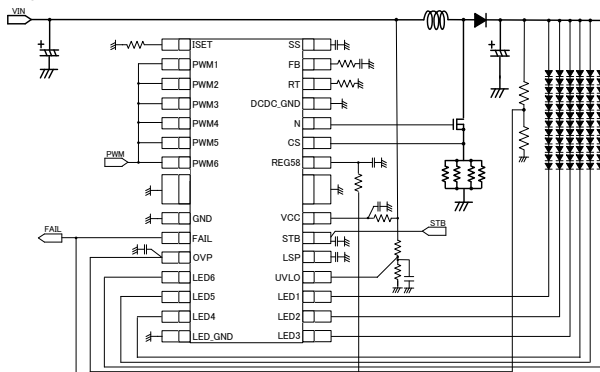 VIN
ISET
SS
PWM1
FB
PWM2
RT
PWM3
DCDC_GND
PWM4
N
PWM5
CS
PWM
PWM6
REG58
GND
VCC
STB
FAIL
FAIL
STB
OVP
LSP
LED6
UVLO
LED5
LED1
LED4
LED2
LED_GND
LED3